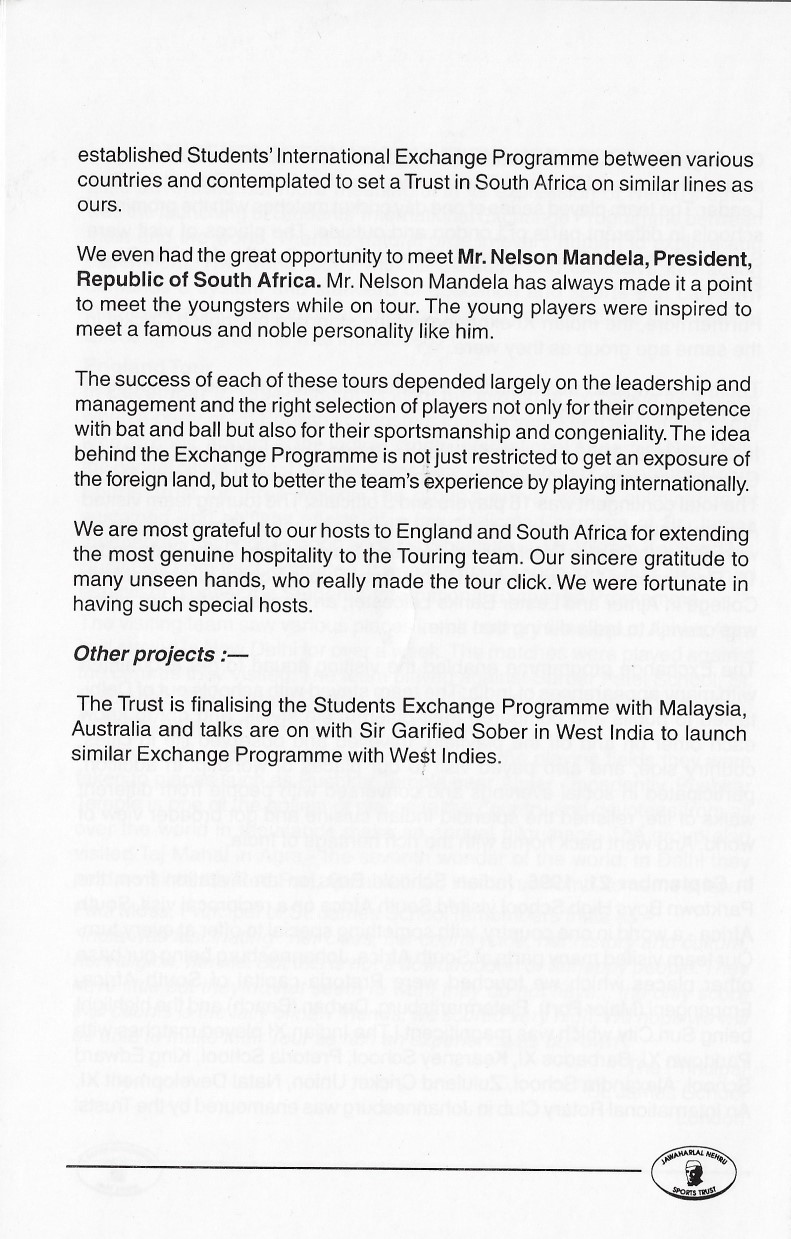 established Students' International Exchange Programme between various
countries and contemplated to set a Trust in South Africa on similar lines as
ours.
We even had the great opportunity to meet Mr. Nelson Mandela, President,
Republic of South Africa. Mr. Nelson Mandela has always made it a point
to meet the youngsters while on tour. The young players were inspired to
meet a famous and noble personality like him.
The success of each of these tours depended largely on the leadership and
management and the right selection of players not only for their competence
with bat and ball but also for their sportsmanship and congeniality. The idea
behind the Exchange Programme is not just restricted to get an exposure of
the foreign land, but to better the team's experience by playing internationally.
We are most grateful to our hosts to England and South Africa for extending
the most genuine hospitality to the Touring team. Our sincere gratitude to
many unseen hands, who really made the tour click. We were fortunate in
having such special hosts.
Other projects :—
The Trust is finalising the Students Exchange Programme with Malaysia,
Australia and talks are on with Sir Garified Sober in West India to launch
similar Exchange Programme with West Indies.
JAWAHARLAL NEHRU
SPORTS TRUST